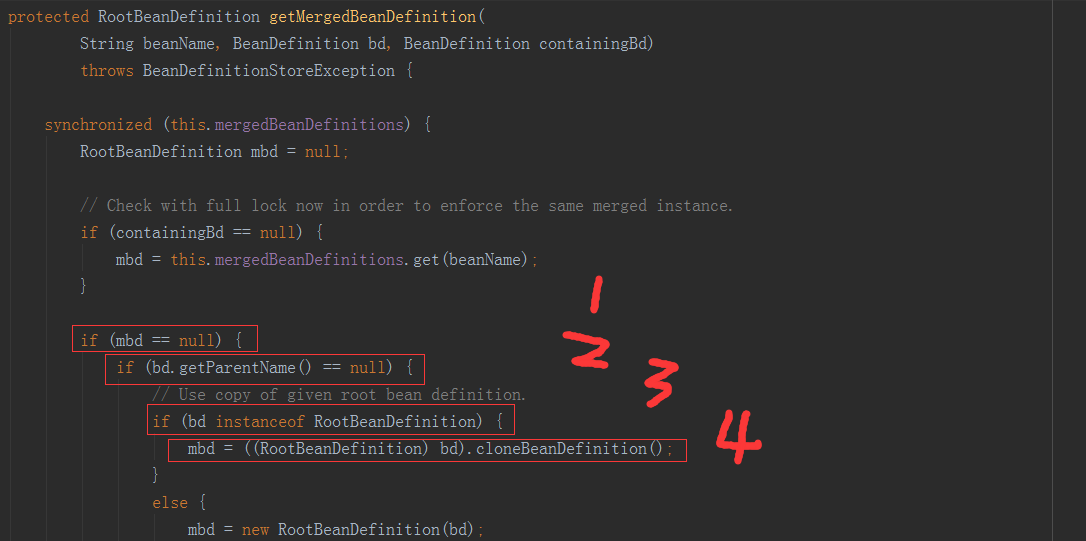 protected RootBeanDefinition getMergedBeanDefinition(
String beanName, BeanDefinition bd, BeanDefinition containingBd)
throws BeanDefinitionStoreException {
synchronized (this.mergedBeanDefinitions) {
RootBeanDefinition mbd = null;
// Check with full lock now in order to enforce the same merged instance.
if (containingBd == null) {
mbd = this.mergedBeanDefinitions.get(beanName);
}
1
if (mbd == null) {
2
if (bd.getParentName() == null) {
3
// Use copy of given root bean definition.
if (bd instanceof RootBeanDefinition) {
4
mbd = ((RootBeanDefinition) bd).cloneBeanDefinition();
}
else {
mbd = new RootBeanDefinition(bd);